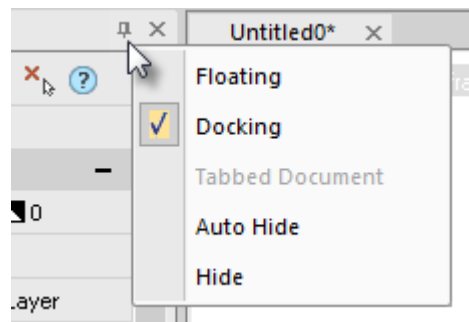 Untitled0*
Floating
Docking
Tabbed Document
Auto Hide
0
Hide
Layer